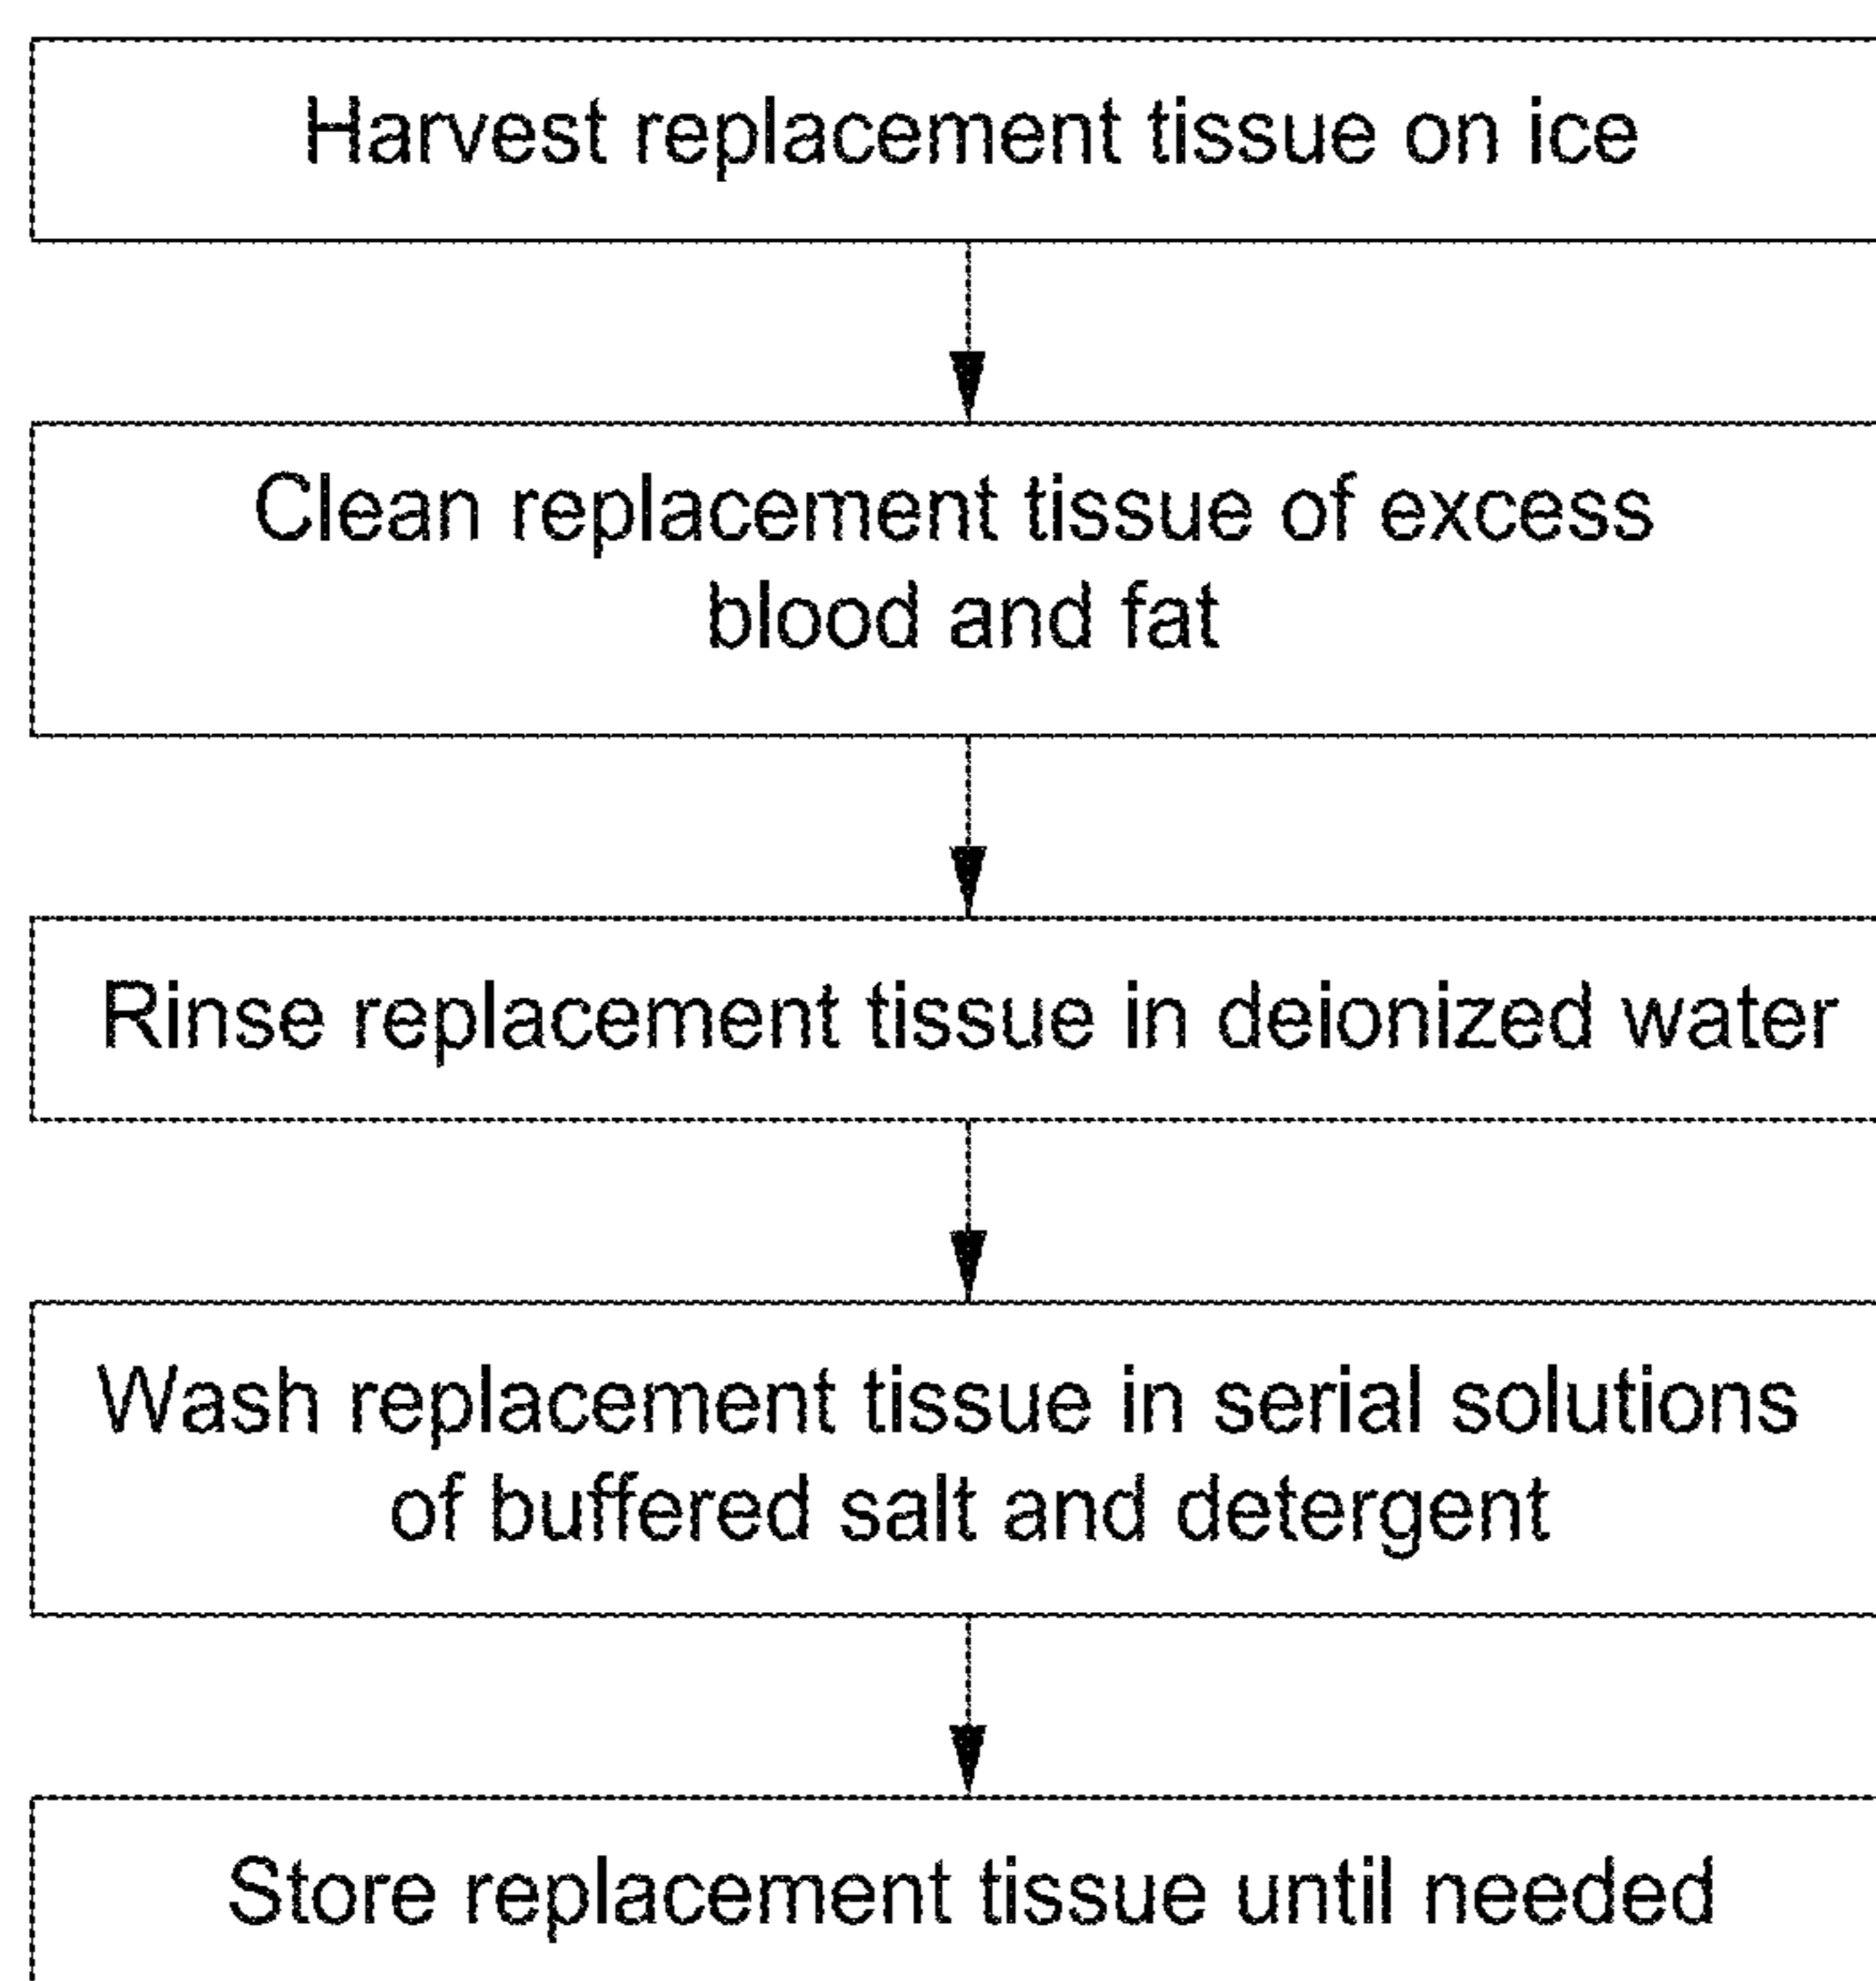 Harvest replacement tissue on ice
Clean replacement tissue of excess
blood and fat
Rinse replacement tissue in deionized water
Wash replacement tissue in serial solutions
of buffered salt and detergent
Store replacement tissue until needed